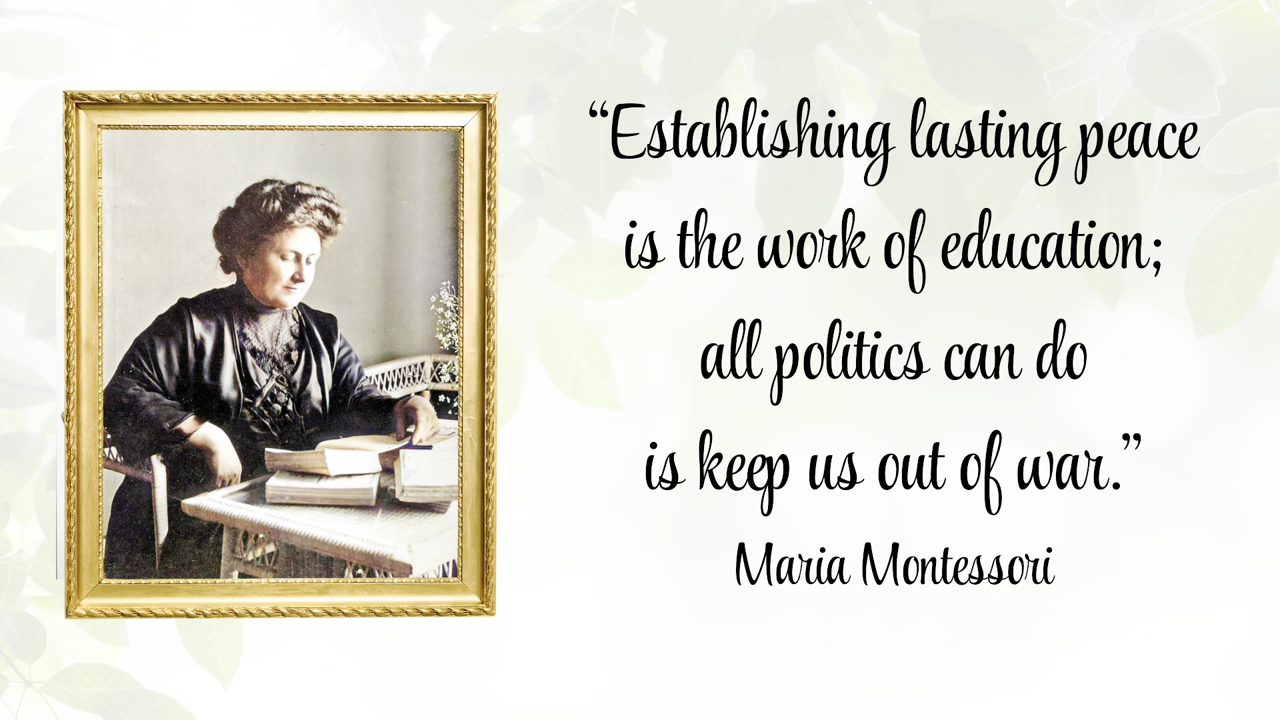 “Establishing lasting peace
is the work of education;
all politics can do
is keep us out of war.”
Maria Montessori